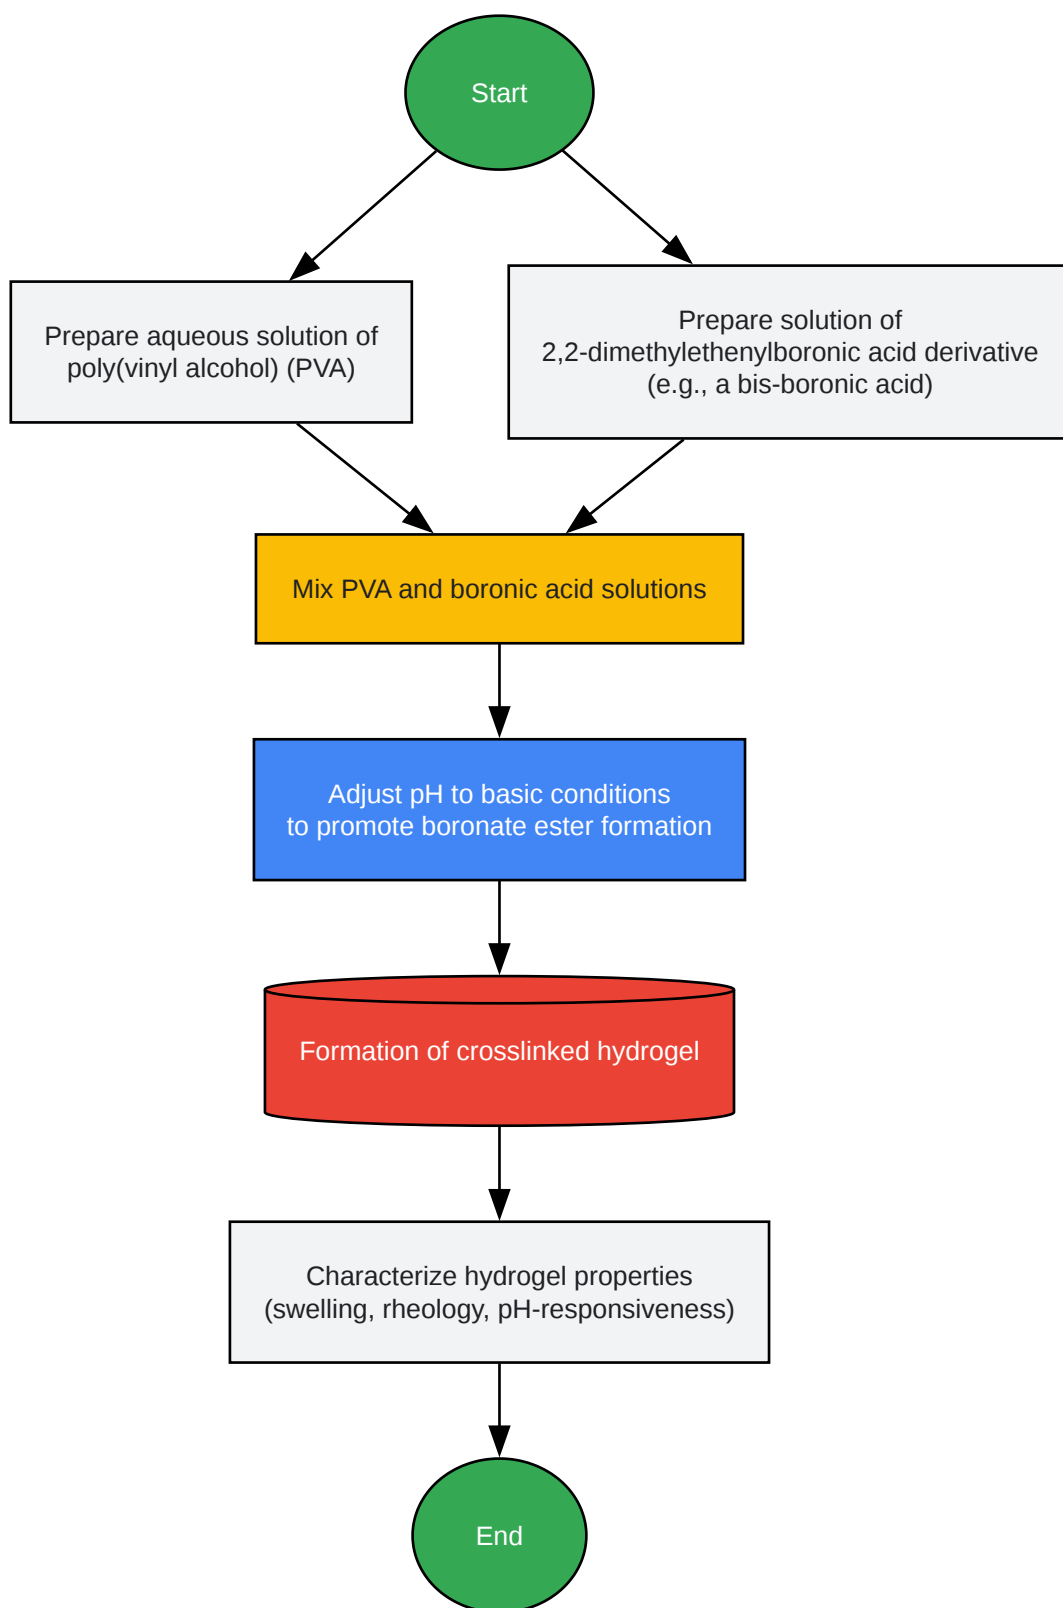 Start
Prepare aqueous solution of
poly(vinyl alcohol) (PVA)
Prepare solution of
2,2-dimethylethenylboronic acid derivative
(e.g., a bis-boronic acid)
Mix PVA and boronic acid solutions
Adjust pH to basic conditions
to promote boronate ester formation
Formation of crosslinked hydrogel
Characterize hydrogel properties
(swelling, rheology, pH-responsiveness)
End